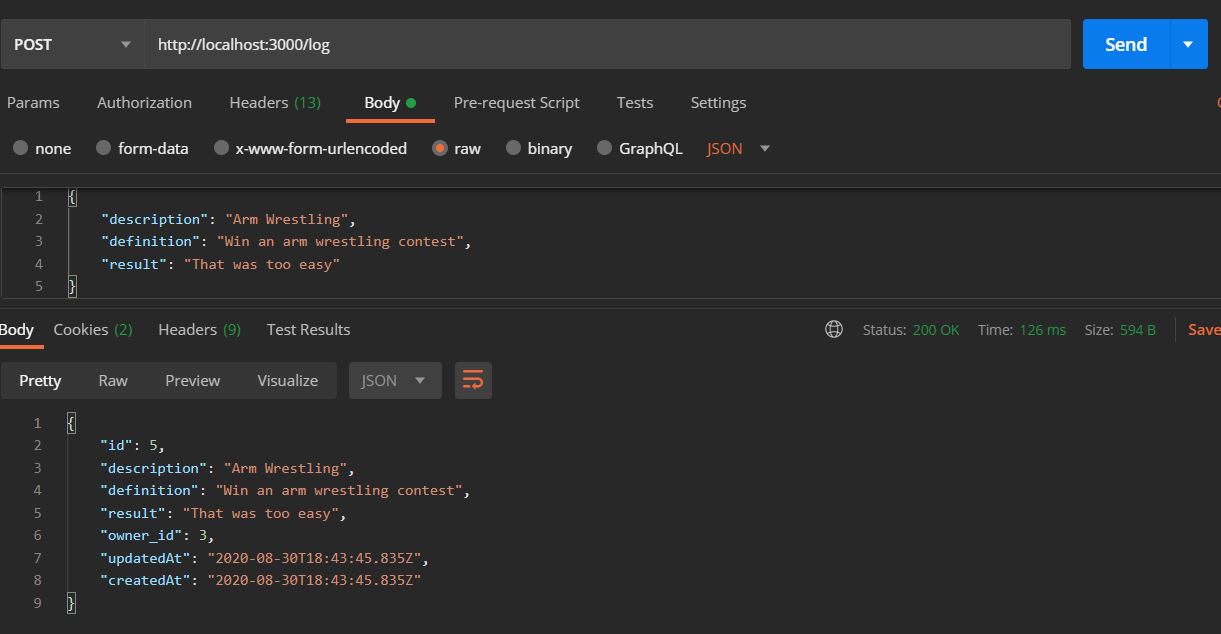 POST http://localhost:3000/log Send
Params Authorization Headers (13) Body Pre-request Script Tests Settings
none form-data x-www-form-urlencoded raw binary GraphQL JSON
1 {
2 "description": "Arm Wrestling",
3 "definition": "Win an arm wrestling contest",
4 "result": "That was too easy"
5 }
Body Cookies (2) Headers (9) Test Results Status: 200 OK Time: 126 ms Size: 594 B Save
Pretty Raw Preview Visualize JSON
1 {
2 "id": 5,
3 "description": "Arm Wrestling",
4 "definition": "Win an arm wrestling contest",
5 "result": "That was too easy",
6 "owner_id": 3,
7 "updatedAt": "2020-08-30T18:43:45.835Z",
8 "createdAt": "2020-08-30T18:43:45.835Z"
9 }